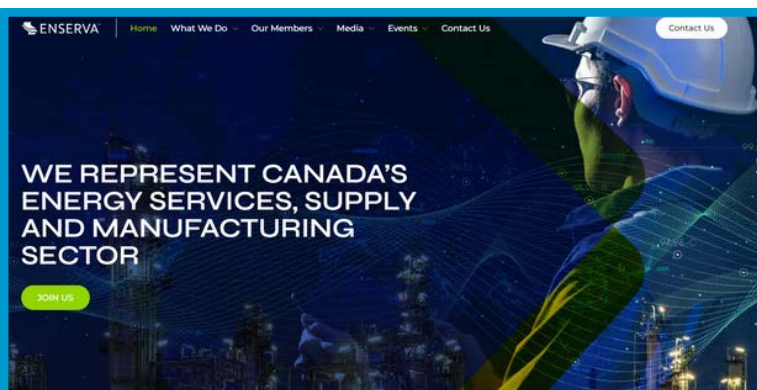 ENSERVA Home What We Do Our Members Media Events Contact Us Contact Us
WE REPRESENT CANADA'S
ENERGY SERVICES, SUPPLY
AND MANUFACTURING
SECTOR
JOIN US